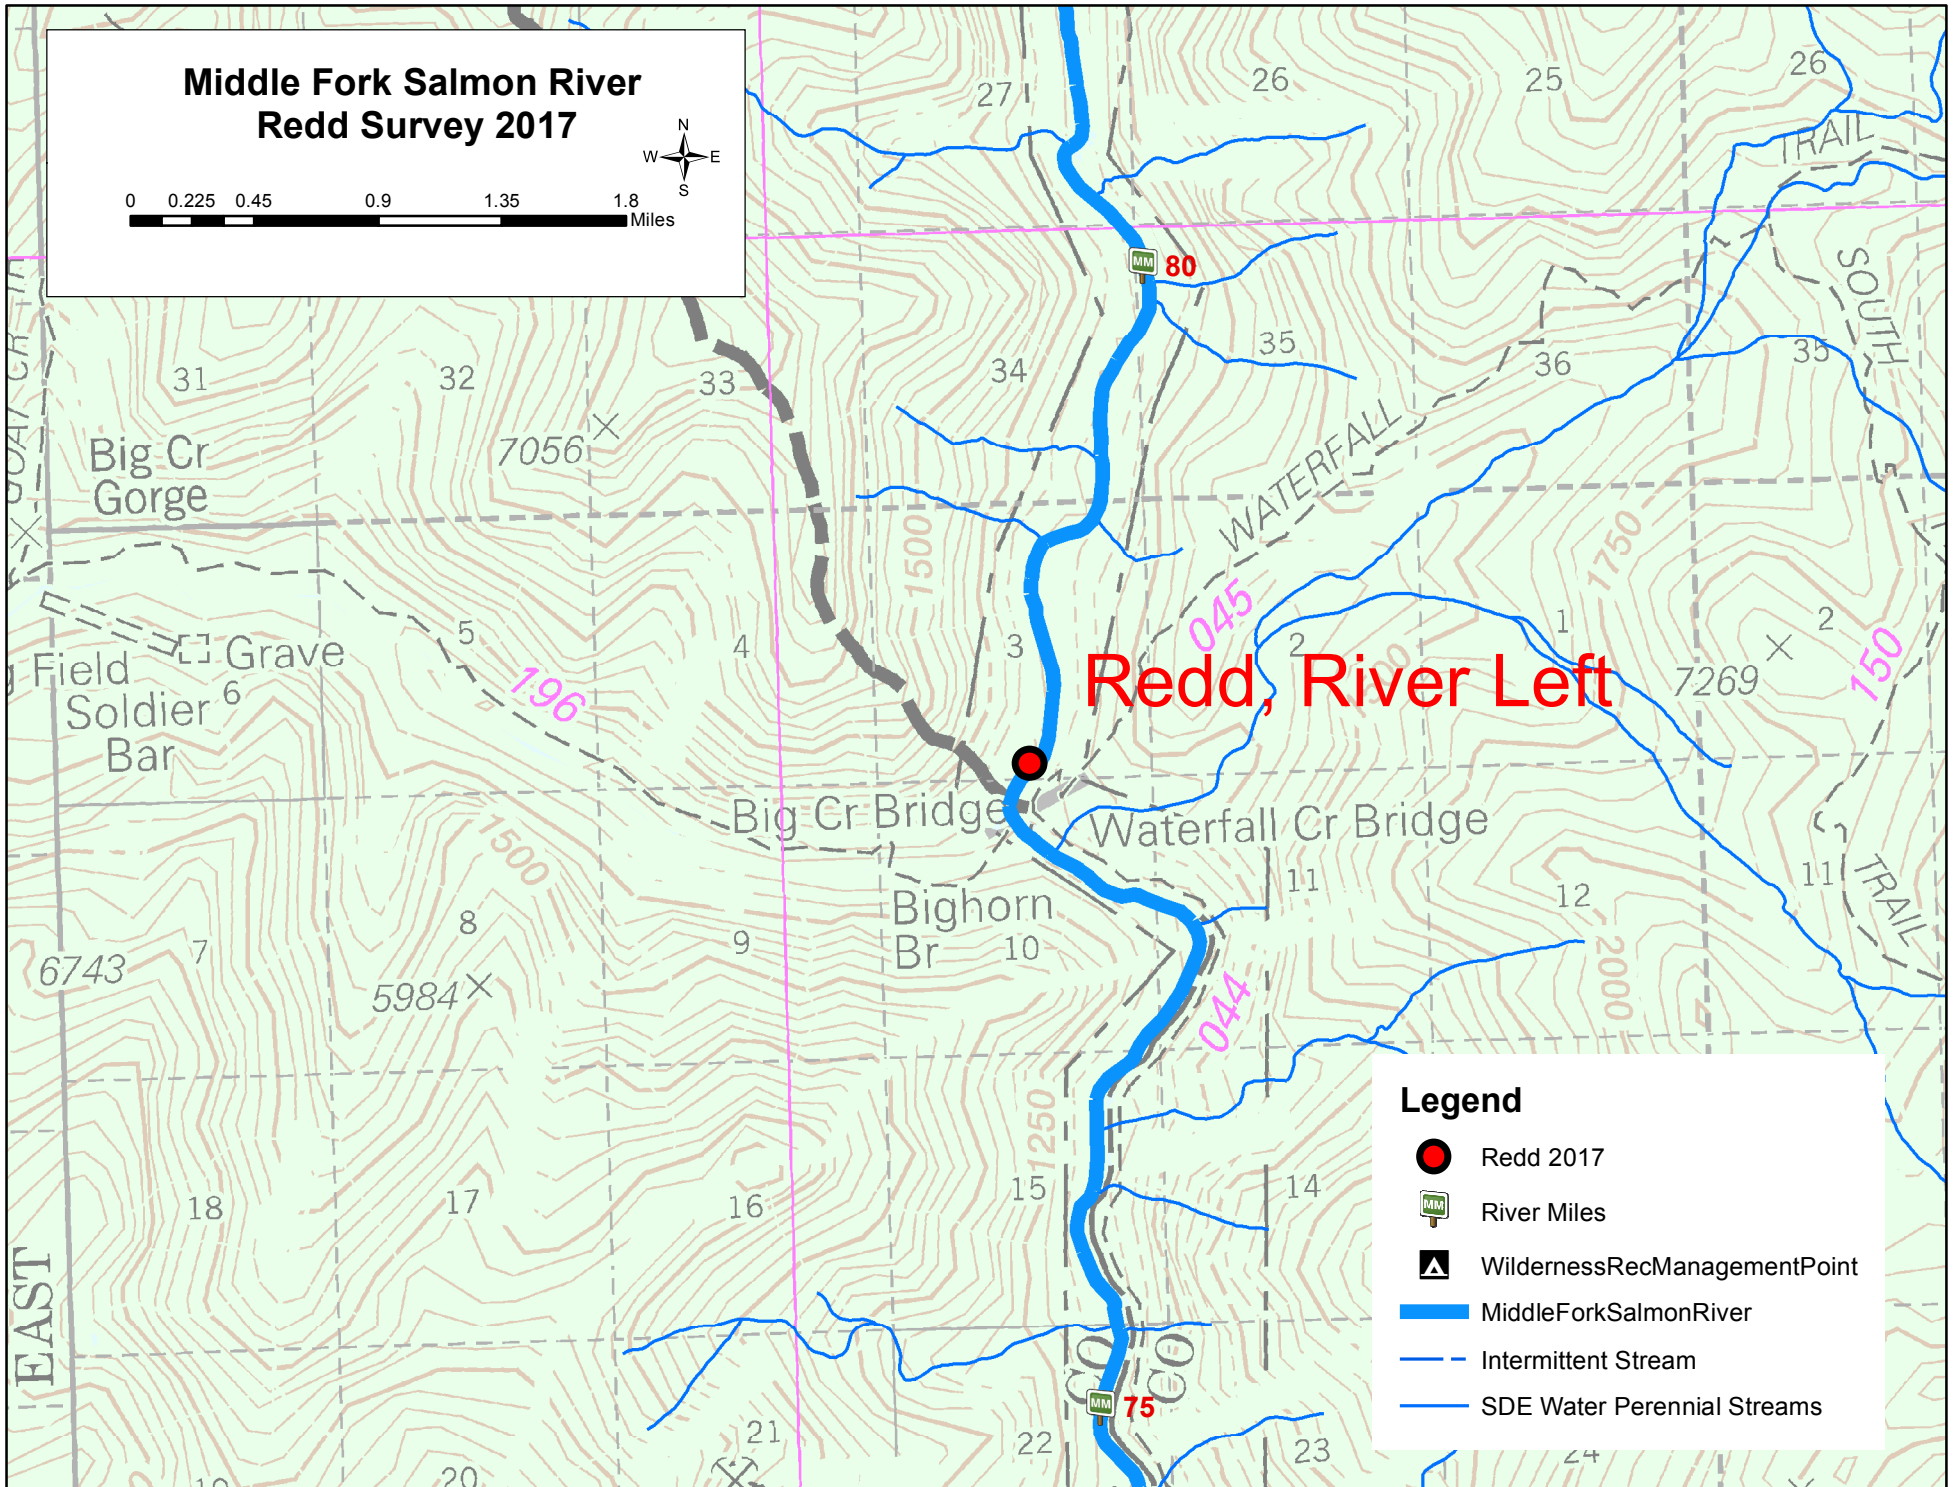 Middle Fork Salmon River
Redd Survey 2017
N
W E
S
0 0.225 0.45 0.9 1.35 1.8
Miles
27
26
25
26
TRAIL
80
SOUTH
35
36
35
31
32
33
34
7056
Big Cr
Gorge
WATERFALL
1500
1750
045
Grave
5
4
3
2
1
2
Field
Soldier
Bar
6
196
Redd, River Left
7269
150
Big Cr Bridge
Waterfall Cr Bridge
1500
11
12
11
TRAIL
Bighorn
Br
10
9
8
7
6743
5984
2000
044
1250
18
17
16
15
14
EAST
CO
CO
75
21
22
23
24
20
Legend
Redd 2017
MM
River Miles
WildernessRecManagementPoint
MiddleForkSalmonRiver
Intermittent Stream
SDE Water Perennial Streams